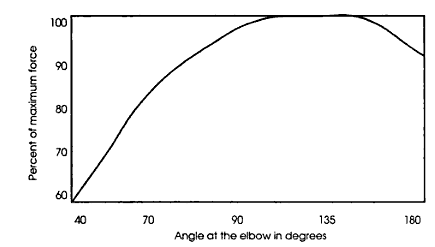 Percent of maximum force
100
90
80
70
60
40 70 90 135 180
Angle at the elbow in degrees